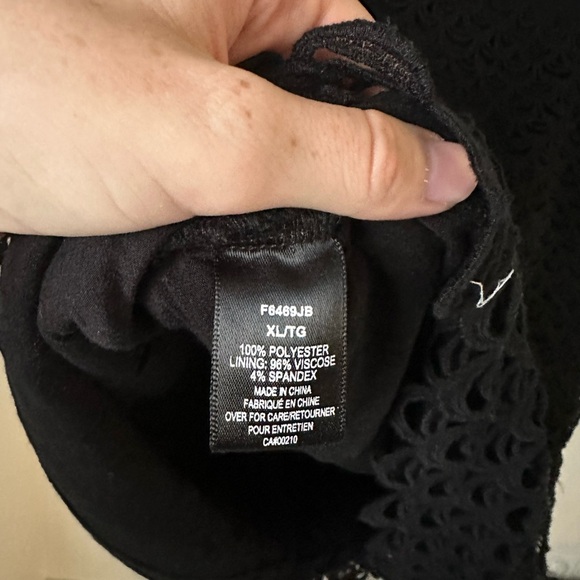 F6469JB
XL/TG
100% POLYESTER
LINING: 96% VISCOSE
4% SPANDEX
MADE IN CHINA
FABRIQUÉ EN CHINE
OVER FOR CARE/RETOURNER
POUR ENTRETIEN
CA#00210